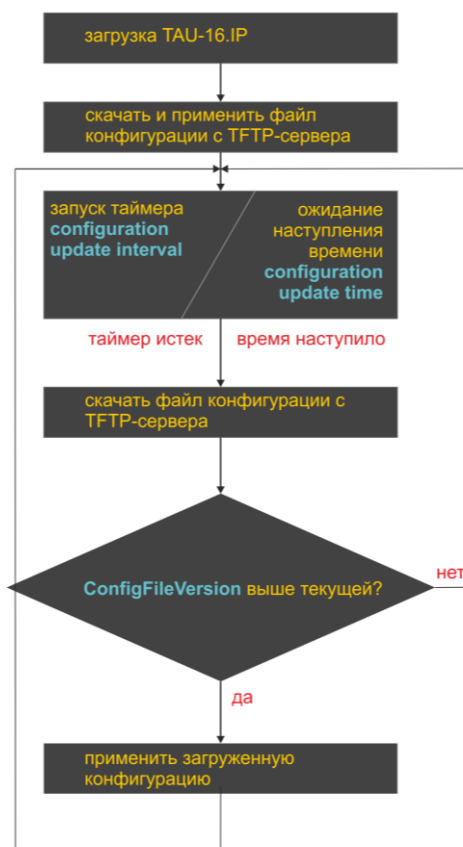 загрузка TAU-16.IP
скачать и применить файл
конфигурации с TFTP-сервера
запуск таймера
configuration
update interval
ожидание
наступления
времени
configuration
update time
таймер истек
время наступило
скачать файл конфигурации с
TFTP-сервера
ConfigFileVersion выше текущей?
нет
да
применить загруженную
конфигурацию